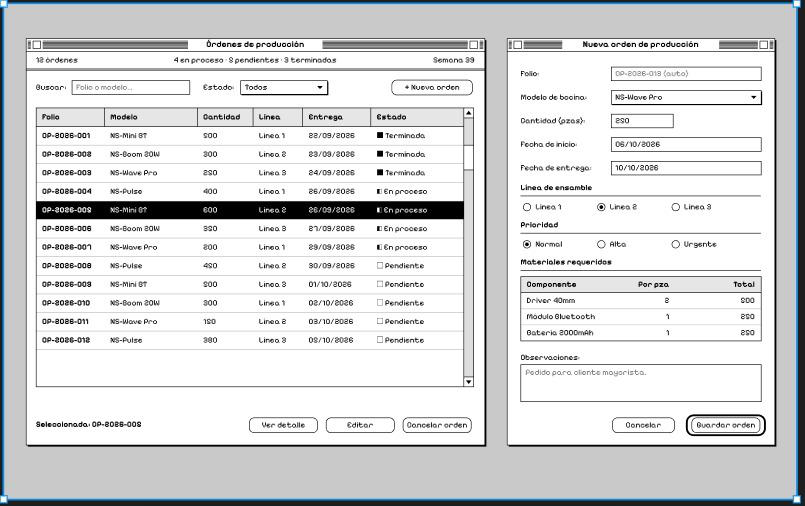 Órdenes de producción
12 órdenes
4 en proceso · 5 pendientes · 3 terminadas
Semana 39
Buscar:
Folio o modelo...
Estado:
Todos
+ Nueva orden
Folio Modelo Cantidad Línea Entrega Estado
OP-2026-001 NS-Mini BT 500 Línea 1 22/09/2026 Terminada
OP-2026-002 NS-Boom 20W 300 Línea 2 23/09/2026 Terminada
OP-2026-003 NS-Wave Pro 250 Línea 3 24/09/2026 Terminada
OP-2026-004 NS-Pulse 400 Línea 1 25/09/2026 En proceso
OP-2026-005 NS-Mini BT 600 Línea 2 26/09/2026 En proceso
OP-2026-006 NS-Boom 20W 350 Línea 3 27/09/2026 En proceso
OP-2026-007 NS-Wave Pro 200 Línea 1 29/09/2026 En proceso
OP-2026-008 NS-Pulse 450 Línea 2 30/09/2026 Pendiente
OP-2026-009 NS-Mini BT 500 Línea 3 01/10/2026 Pendiente
OP-2026-010 NS-Boom 20W 300 Línea 1 02/10/2026 Pendiente
OP-2026-011 NS-Wave Pro 150 Línea 2 03/10/2026 Pendiente
OP-2026-012 NS-Pulse 380 Línea 3 05/10/2026 Pendiente
Seleccionada: OP-2026-005
Ver detalle
Editar
Cancelar orden
Nueva orden de producción
Folio: OP-2026-013 (auto)
Modelo de bocina: NS-Wave Pro
Cantidad (pzas): 250
Fecha de inicio: 06/10/2026
Fecha de entrega: 10/10/2026
Línea de ensamble
Línea 1 Línea 2 Línea 3
Prioridad
Normal Alta Urgente
Materiales requeridos
Componente Por pza Total
Driver 40mm 2 500
Módulo Bluetooth 1 250
Batería 2000mAh 1 250
Observaciones:
Pedido para cliente mayorista.
Cancelar
Guardar orden